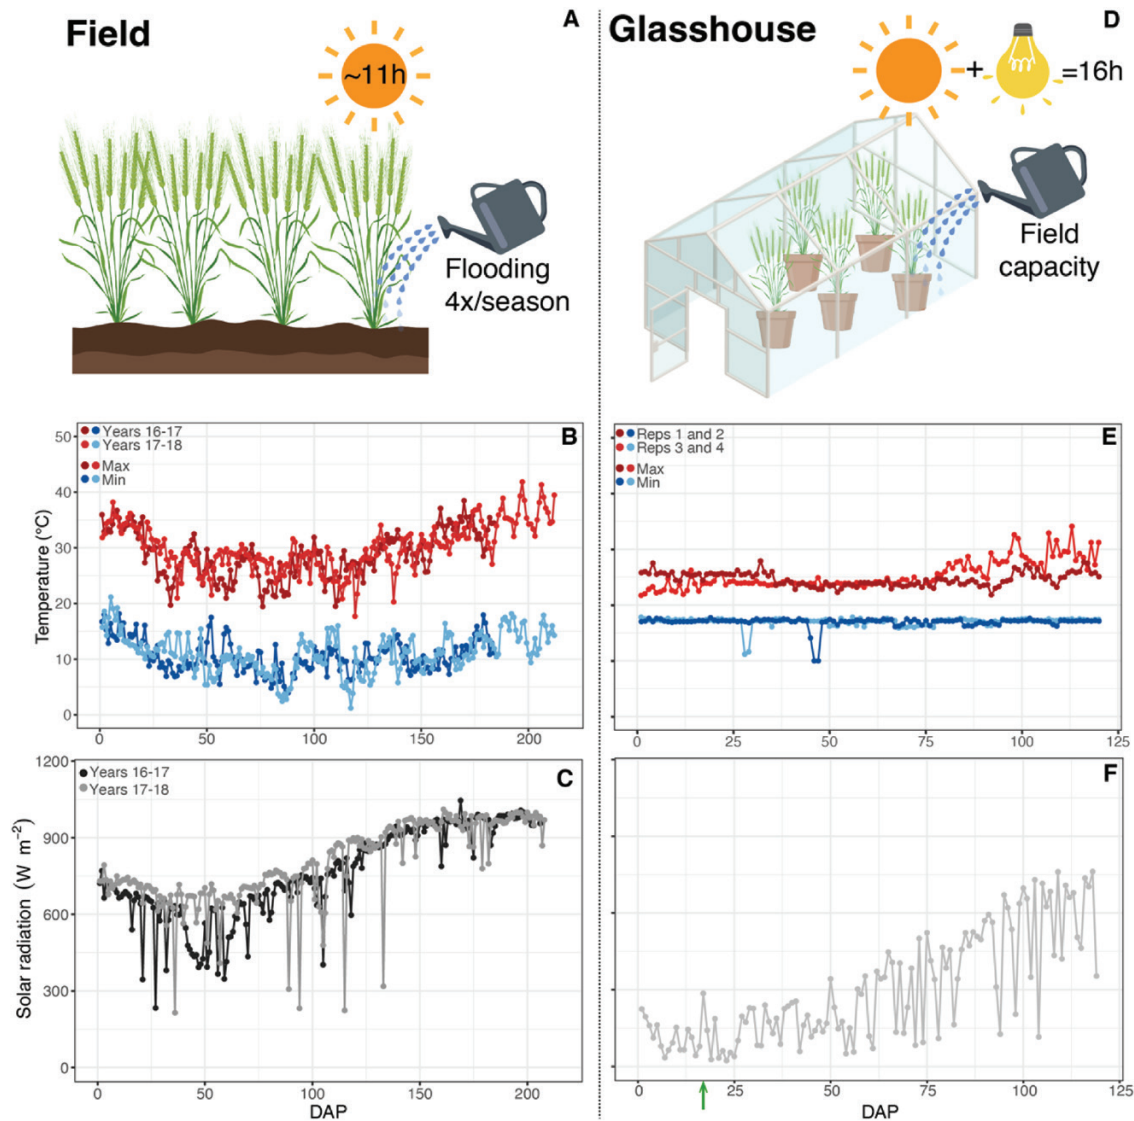 Field
A
~11h
Flooding
4x/season
Glasshouse
D
+
=16h
Field
capacity
Years 16-17
Years 17-18
Max
Min
B
Temperature (°C)
50
40
30
20
10
0
0 50 100 150 200
Reps 1 and 2
Reps 3 and 4
Max
Min
E
0 25 50 75 100 125
Years 16-17
Years 17-18
C
Solar radiation (W m⁻²)
1200
900
600
300
0
0 50 100 150 200
DAP
F
0 25 50 75 100 125
DAP